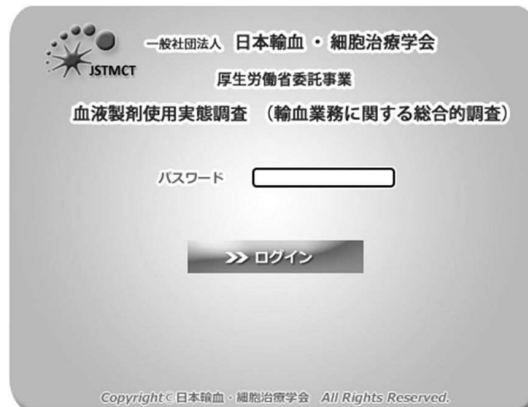 一般社団法人 日本輸血・細胞治療学会
JSTMCT
厚生労働省委託事業
血液製剤使用実態調査 （輸血業務に関する総合的調査）
パスワード
>> ログイン
Copyright©日本輸血・細胞治療学会 All Rights Reserved.